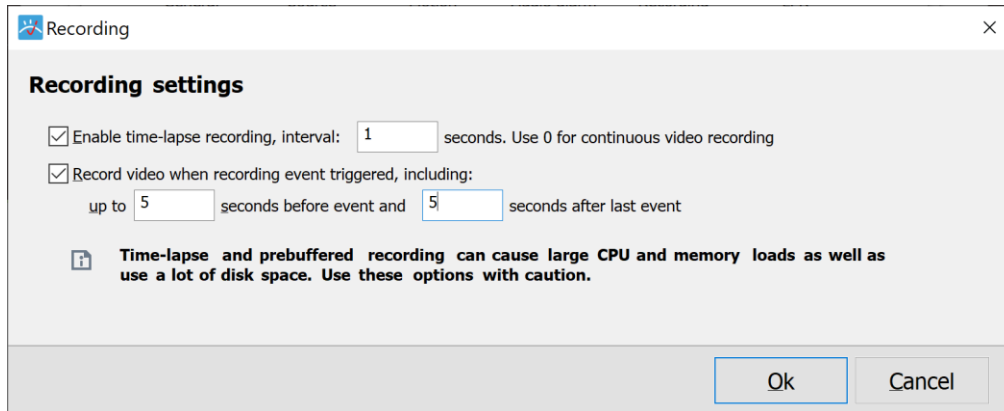 Recording
Recording settings
Enable time-lapse recording, interval: 1 seconds. Use 0 for continuous video recording
Record video when recording event triggered, including:
up to 5 seconds before event and 5 seconds after last event
Time-lapse and prebuffered recording can cause large CPU and memory loads as well as
use a lot of disk space. Use these options with caution.
Ok Cancel